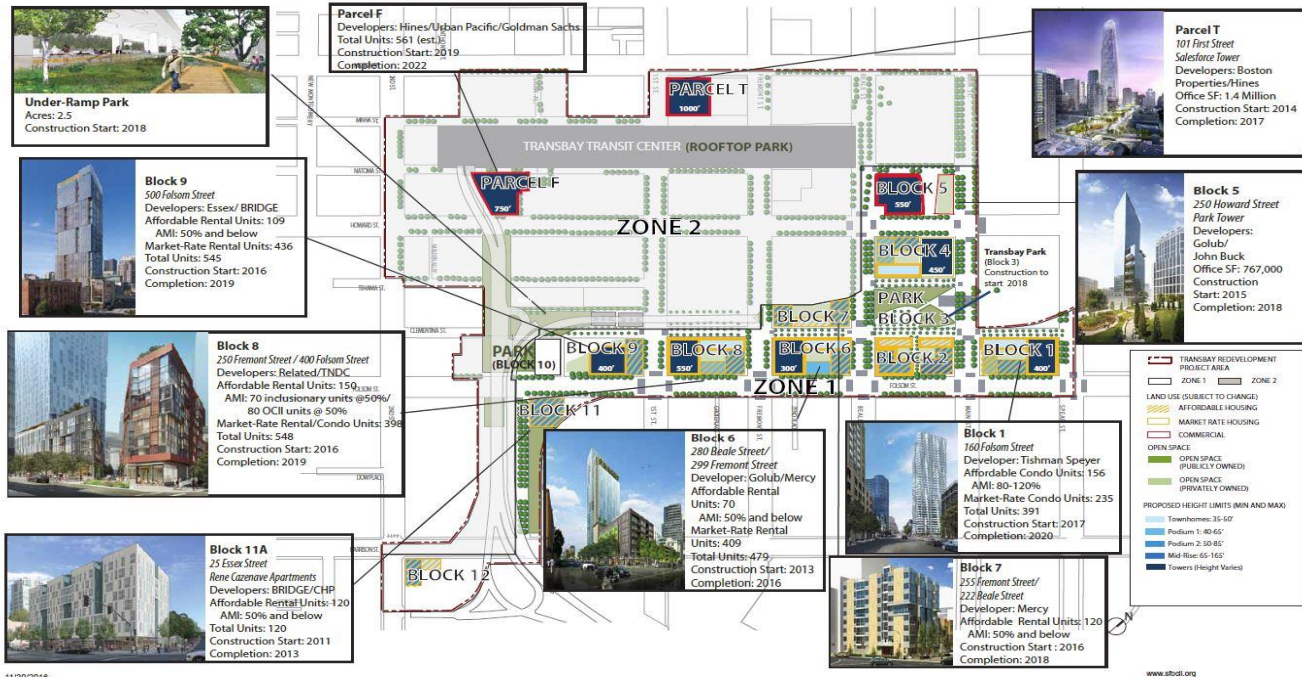 Under-Ramp Park
Acres: 2.5
Construction Start: 2018
Parcel F
Developers: Hines/Urban Pacific/Goldman Sachs
Total Units: 561 (est.)
Construction Start: 2019
Completion: 2022
Parcel T
101 First Street
Salesforce Tower
Developers: Boston
Properties/Hines
Office SF: 1.4 Million
Construction Start: 2014
Completion: 2017
Block 9
500 Folsom Street
Developers: Essex/ BRIDGE
Affordable Rental Units: 109
AMI: 50% and below
Market-Rate Rental Units: 436
Total Units: 545
Construction Start: 2016
Completion: 2019
Block 5
250 Howard Street
Park Tower
Developers:
Golub/
John Buck
Office SF: 767,000
Construction
Start: 2015
Completion: 2018
Block 8
250 Fremont Street / 400 Folsom Street
Developers: Related/TNDC
Affordable Rental Units: 150
AMI: 70 inclusionary units @50%/
80 OCII units @ 50%
Market-Rate Rental/Condo Units: 398
Total Units: 548
Construction Start: 2016
Completion: 2019
Block 11A
25 Essex Street
Rene Cazenave Apartments
Developers: BRIDGE/CHP
Affordable Rental Units: 120
AMI: 50% and below
Total Units: 120
Construction Start: 2011
Completion: 2013
Block 6
280 Beale Street/
299 Fremont Street
Developer: Golub/Mercy
Affordable Rental
Units: 70
AMI: 50% and below
Market-Rate Rental
Units: 409
Total Units: 479
Construction Start: 2013
Completion: 2016
Block 1
160 Folsom Street
Developer: Tishman Speyer
Affordable Condo Units: 156
AMI: 80-120%
Market-Rate Condo Units: 235
Total Units: 391
Construction Start: 2017
Completion: 2020
Block 7
255 Fremont Street/
222 Beale Street
Developer: Mercy
Affordable Rental Units: 120
AMI: 50% and below
Construction Start : 2016
Completion: 2018
PARCEL T
1000'
TRANSBAY TRANSIT CENTER (ROOFTOP PARK)
PARCEL F
750'
BLOCK 5
550'
ZONE 2
BLOCK 4
450'
Transbay Park
(Block 3)
Construction to
start 2018
PARK
BLOCK 3
BLOCK 7
PARK
(BLOCK 10)
BLOCK 9
400'
BLOCK 8
550'
BLOCK 6
300'
BLOCK 2
BLOCK 1
400'
ZONE 1
BLOCK 11
BLOCK 12
MINNA ST.
NATOMA ST.
HOWARD ST.
TEHAMA ST.
CLEMENTINA ST.
FOLSOM ST.
FOLSOM ST.
1ST ST.
FREMONT ST.
TRANSBAY REDEVELOPMENT
PROJECT AREA
ZONE 1
ZONE 2
LAND USE (SUBJECT TO CHANGE)
AFFORDABLE HOUSING
MARKET RATE HOUSING
COMMERCIAL
OPEN SPACE
OPEN SPACE
(PUBLICLY OWNED)
OPEN SPACE
(PRIVATELY OWNED)
PROPOSED HEIGHT LIMITS (MIN AND MAX)
Townhomes: 35-50'
Podium 1: 40-65'
Podium 2: 50-85'
Mid-Rise: 65-165'
Towers (Height Varies)
N
www.sfocii.org